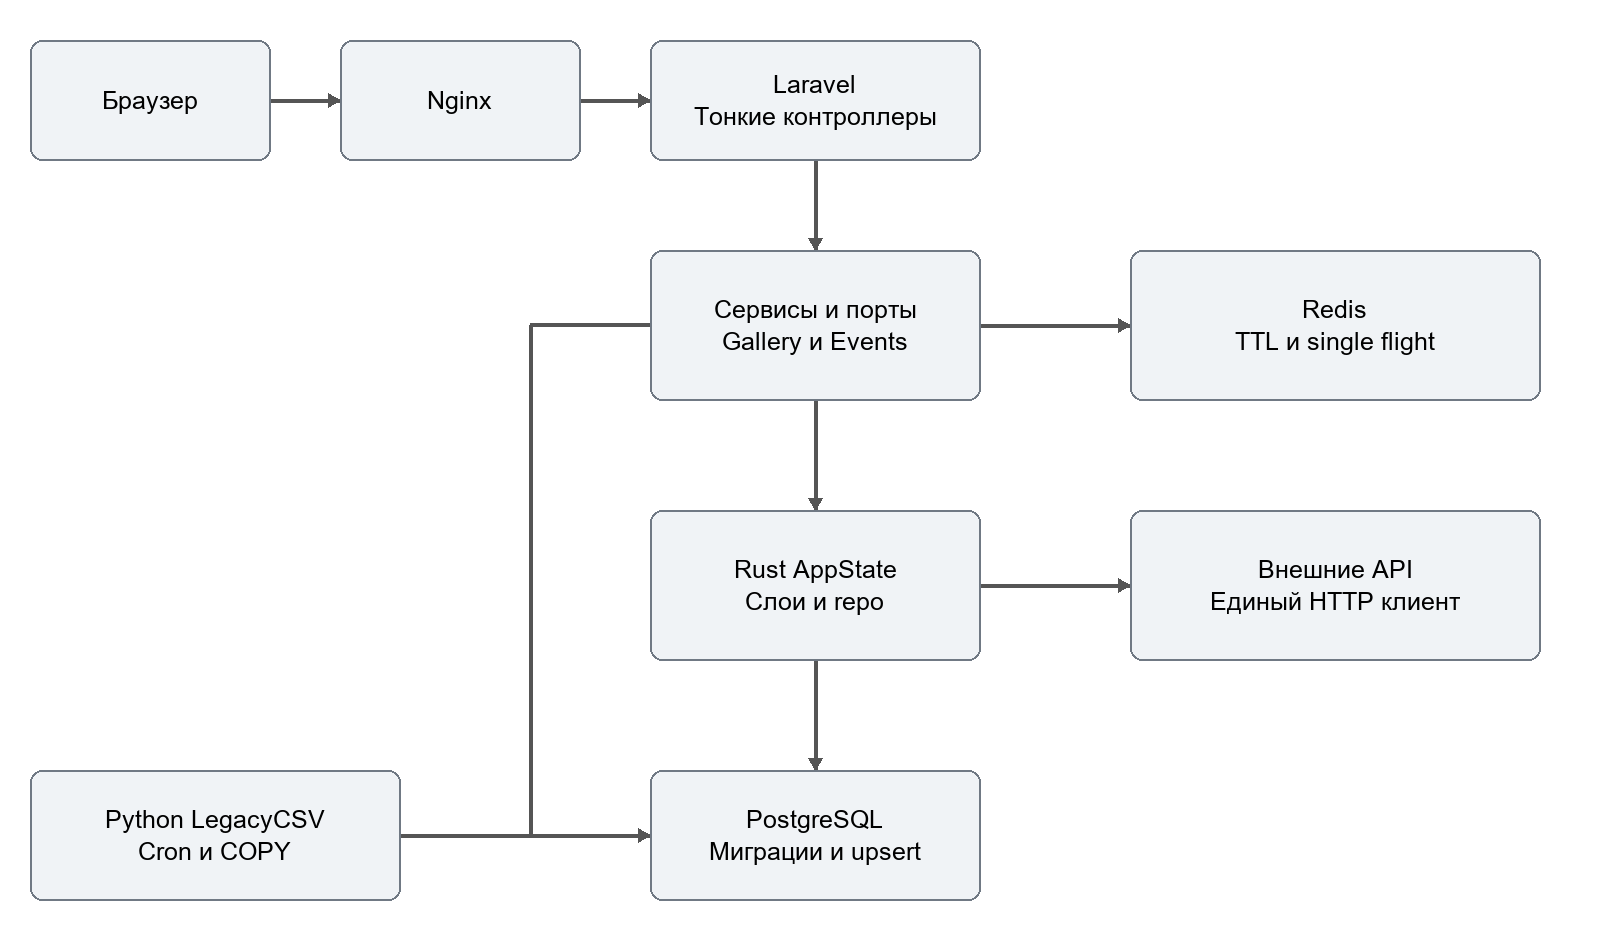 Браузер
Nginx
Laravel
Тонкие контроллеры
Сервисы и порты
Gallery и Events
Redis
TTL и single flight
Rust AppState
Слои и repo
Внешние API
Единый HTTP клиент
Python LegacyCSV
Cron и COPY
PostgreSQL
Миграции и upsert